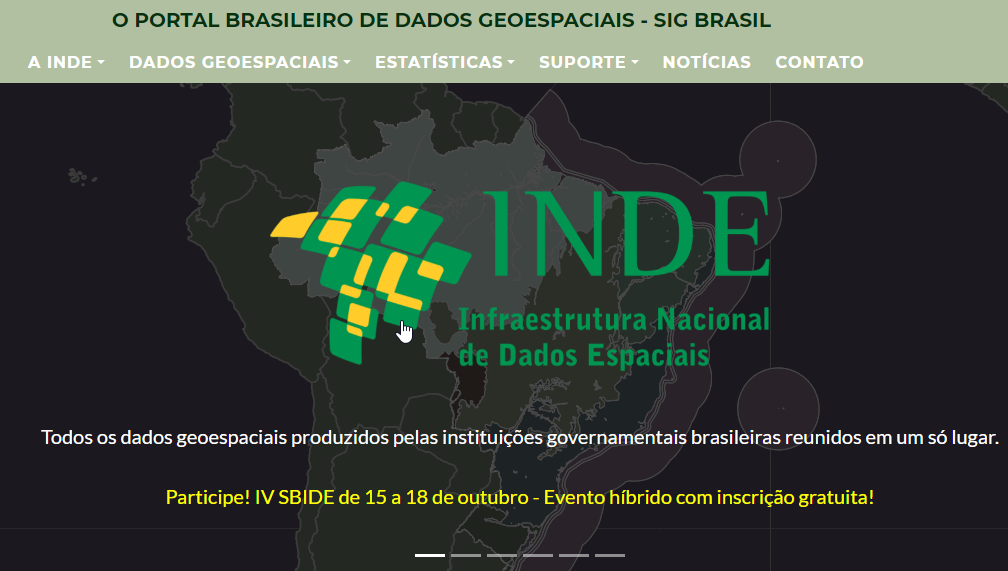 O PORTAL BRASILEIRO DE DADOS GEOESPACIAIS - SIG BRASIL
A INDE DADOS GEOESPACIAIS ESTATÍSTICAS SUPORTE NOTÍCIAS CONTATO
INDE
Infraestrutura Nacional
de Dados Espaciais
Todos os dados geoespaciais produzidos pelas instituições governamentais brasileiras reunidos em um só lugar.
Participe! IV SBIDE de 15 a 18 de outubro - Evento híbrido com inscrição gratuita!